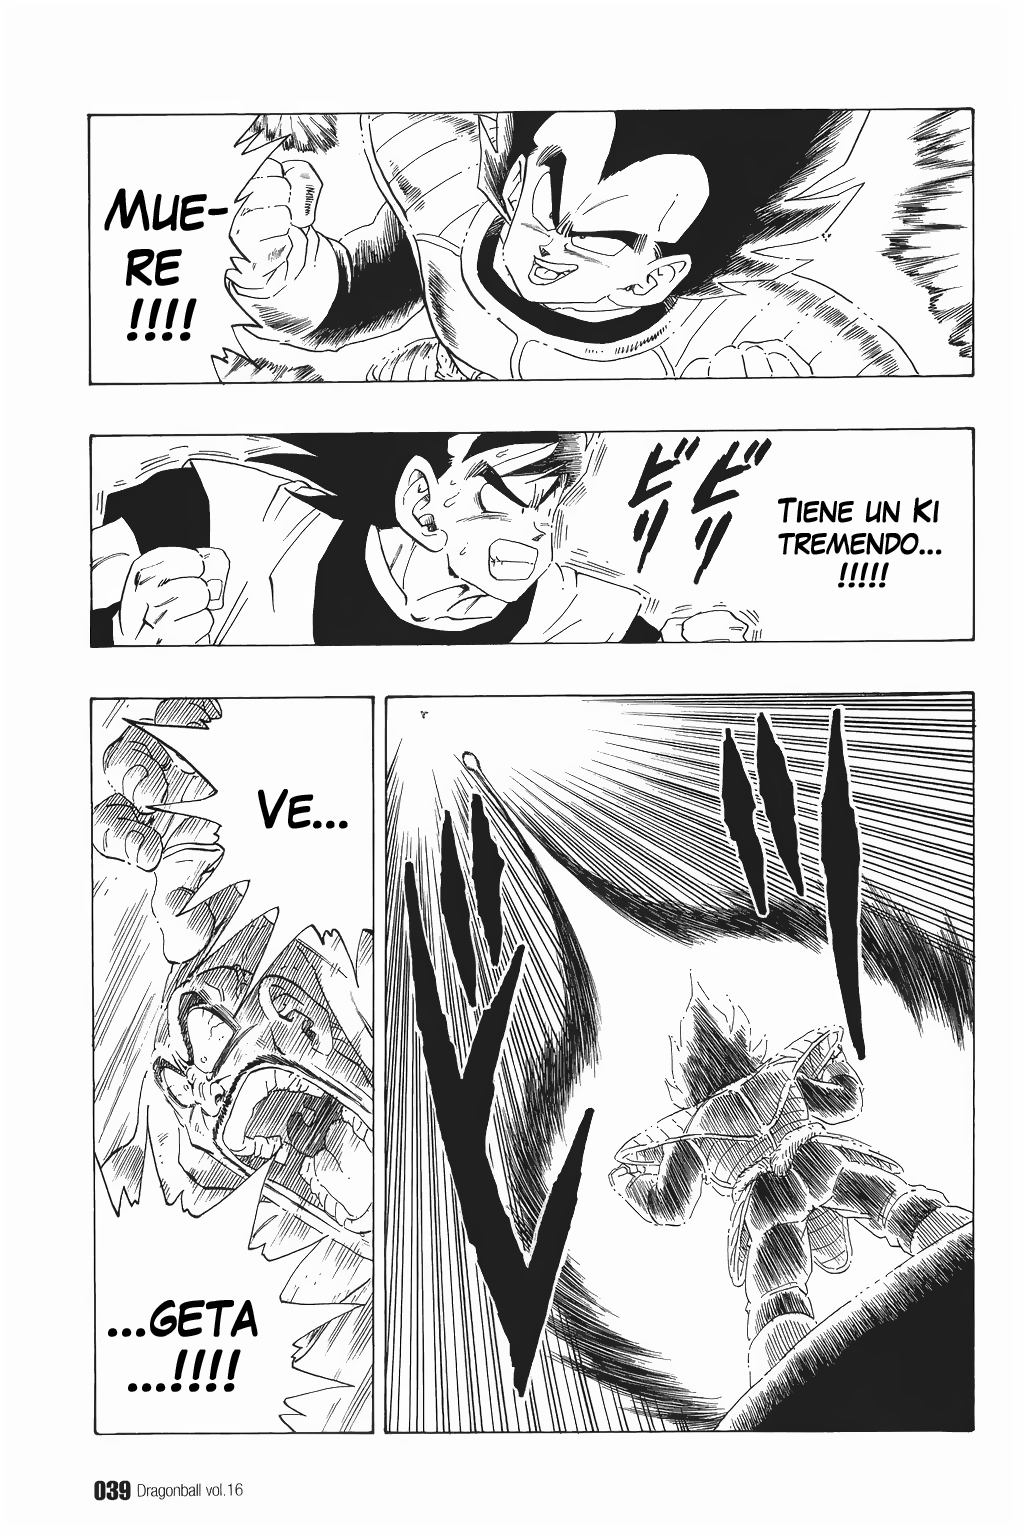 MUE-
RE
!!!!
ビビ
リリ
TIENE UN KI
TREMENDO...
!!!!!
VE...
...GETA
...!!!!
039 Dragonball vol.16